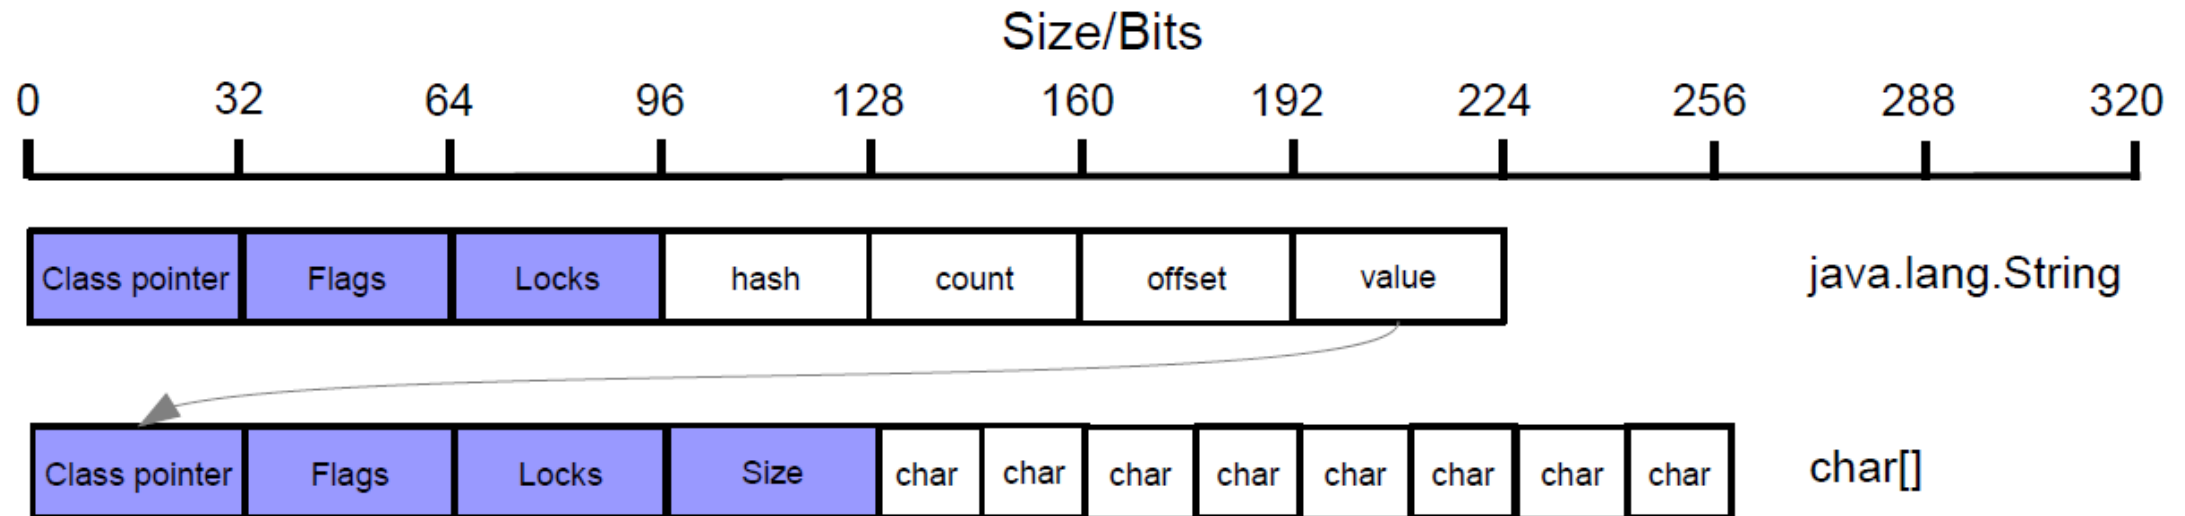 Size/Bits
0 32 64 96 128 160 192 224 256 288 320
Class pointer Flags Locks hash count offset value java.lang.String
Class pointer Flags Locks Size char char char char char char char char char[]